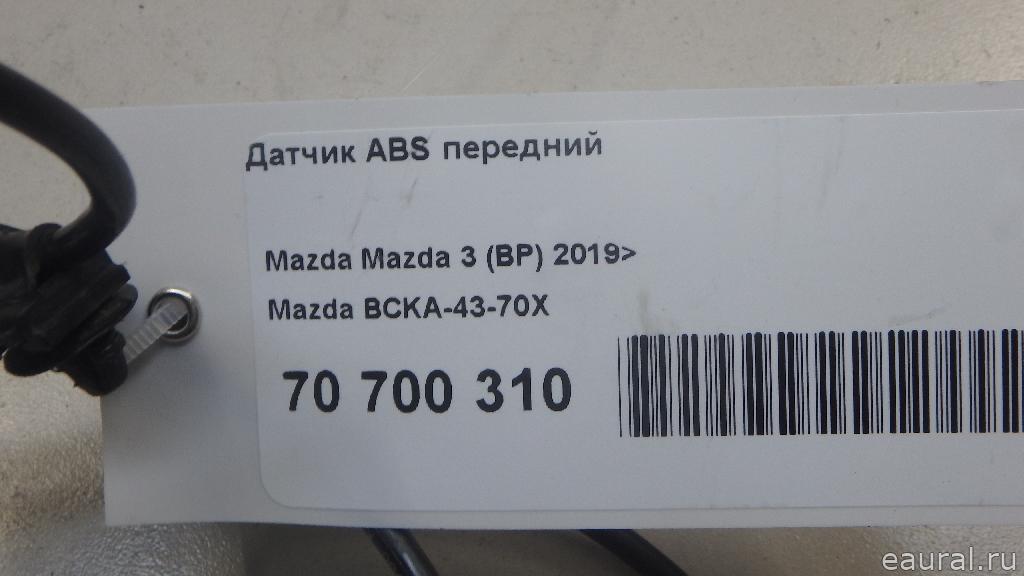 Датчик ABS передний
Mazda Mazda 3 (BP) 2019>
Mazda BCKA-43-70X
70 700 310
eaural.ru